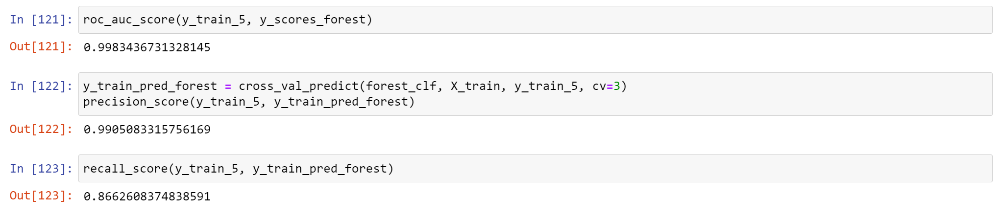 In [121]: roc_auc_score(y_train_5, y_scores_forest)
Out[121]: 0.9983436731328145
In [122]: y_train_pred_forest = cross_val_predict(forest_clf, X_train, y_train_5, cv=3)
precision_score(y_train_5, y_train_pred_forest)
Out[122]: 0.9905083315756169
In [123]: recall_score(y_train_5, y_train_pred_forest)
Out[123]: 0.8662608374838591